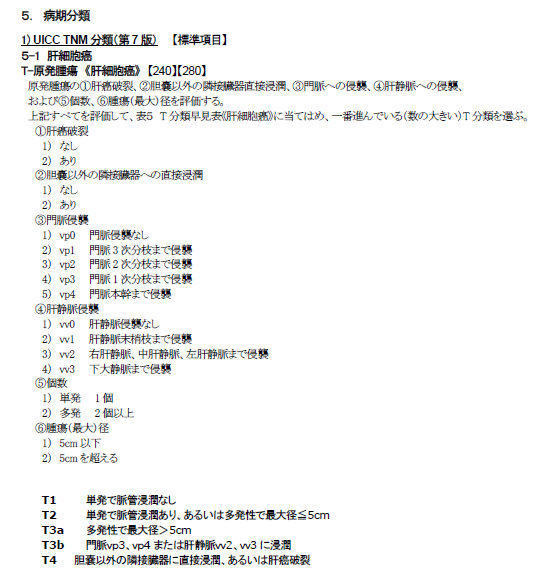 5. 病期分類
1) UICC TNM 分類(第7版) 【標準項目】
5-1 肝細胞癌
T-原発腫瘍 《肝細胞癌》【240】【280】
原発腫瘍の①肝癌破裂、②胆嚢以外の隣接臓器直接浸潤、③門脈への侵襲、④肝静脈への侵襲、
および⑤個数、⑥腫瘍(最大)径を評価する。
上記すべてを評価して、表5 T分類早見表《肝細胞癌》に当てはめ、一番進んでいる(数の大きい)T分類を選ぶ。
①肝癌破裂
1) なし
2) あり
②胆嚢以外の隣接臓器への直接浸潤
1) なし
2) あり
③門脈侵襲
1) vp0 門脈侵襲なし
2) vp1 門脈3次分枝まで侵襲
3) vp2 門脈2次分枝まで侵襲
4) vp3 門脈1次分枝まで侵襲
5) vp4 門脈本幹まで侵襲
④肝静脈侵襲
1) vv0 肝静脈侵襲なし
2) vv1 肝静脈末梢枝まで侵襲
3) vv2 右肝静脈、中肝静脈、左肝静脈まで侵襲
4) vv3 下大静脈まで侵襲
⑤個数
1) 単発 1個
2) 多発 2個以上
⑥腫瘍(最大)径
1) 5cm以下
2) 5cmを超える
T1 単発で脈管浸潤なし
T2 単発で脈管浸潤あり、あるいは多発性で最大径≦5cm
T3a 多発性で最大径>5cm
T3b 門脈vp3、vp4または肝静脈vv2、vv3に浸潤
T4 胆嚢以外の隣接臓器に直接浸潤、あるいは肝癌破裂